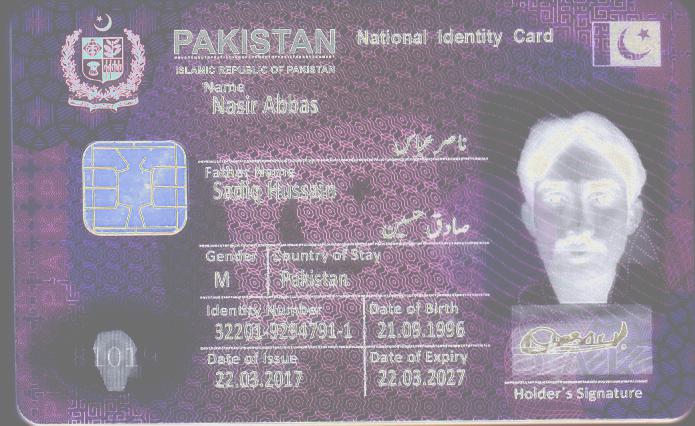 PAKISTAN National Identity Card
ISLAMIC REPUBLIC OF PAKISTAN
Name
Nasir Abbas
ناصر عباس
Father Name
Sadiq Hussain
صادق حسین
Gender Country of Stay
M Pakistan
Identity Number Date of Birth
32201-9294791-1 21.09.1996
Date of Issue Date of Expiry
22.03.2017 22.03.2027
Holder's Signature